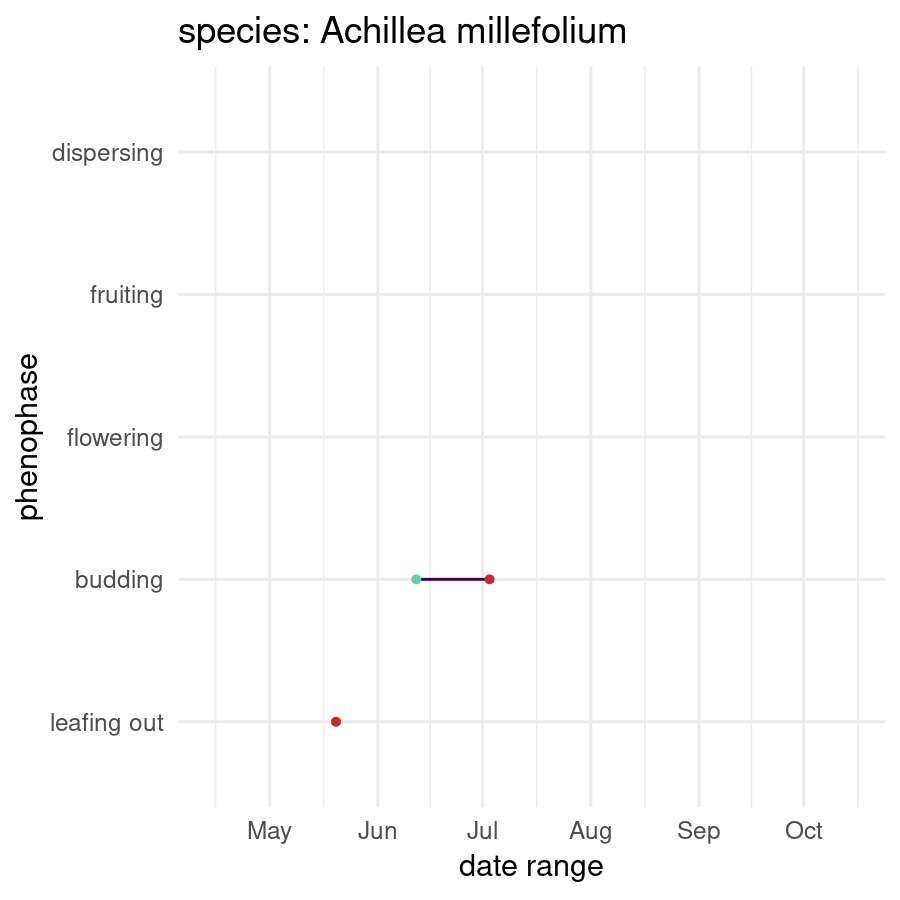 species: Achillea millefolium
dispersing
fruiting
flowering
budding
leafing out
phenophase
May Jun Jul Aug Sep Oct
date range